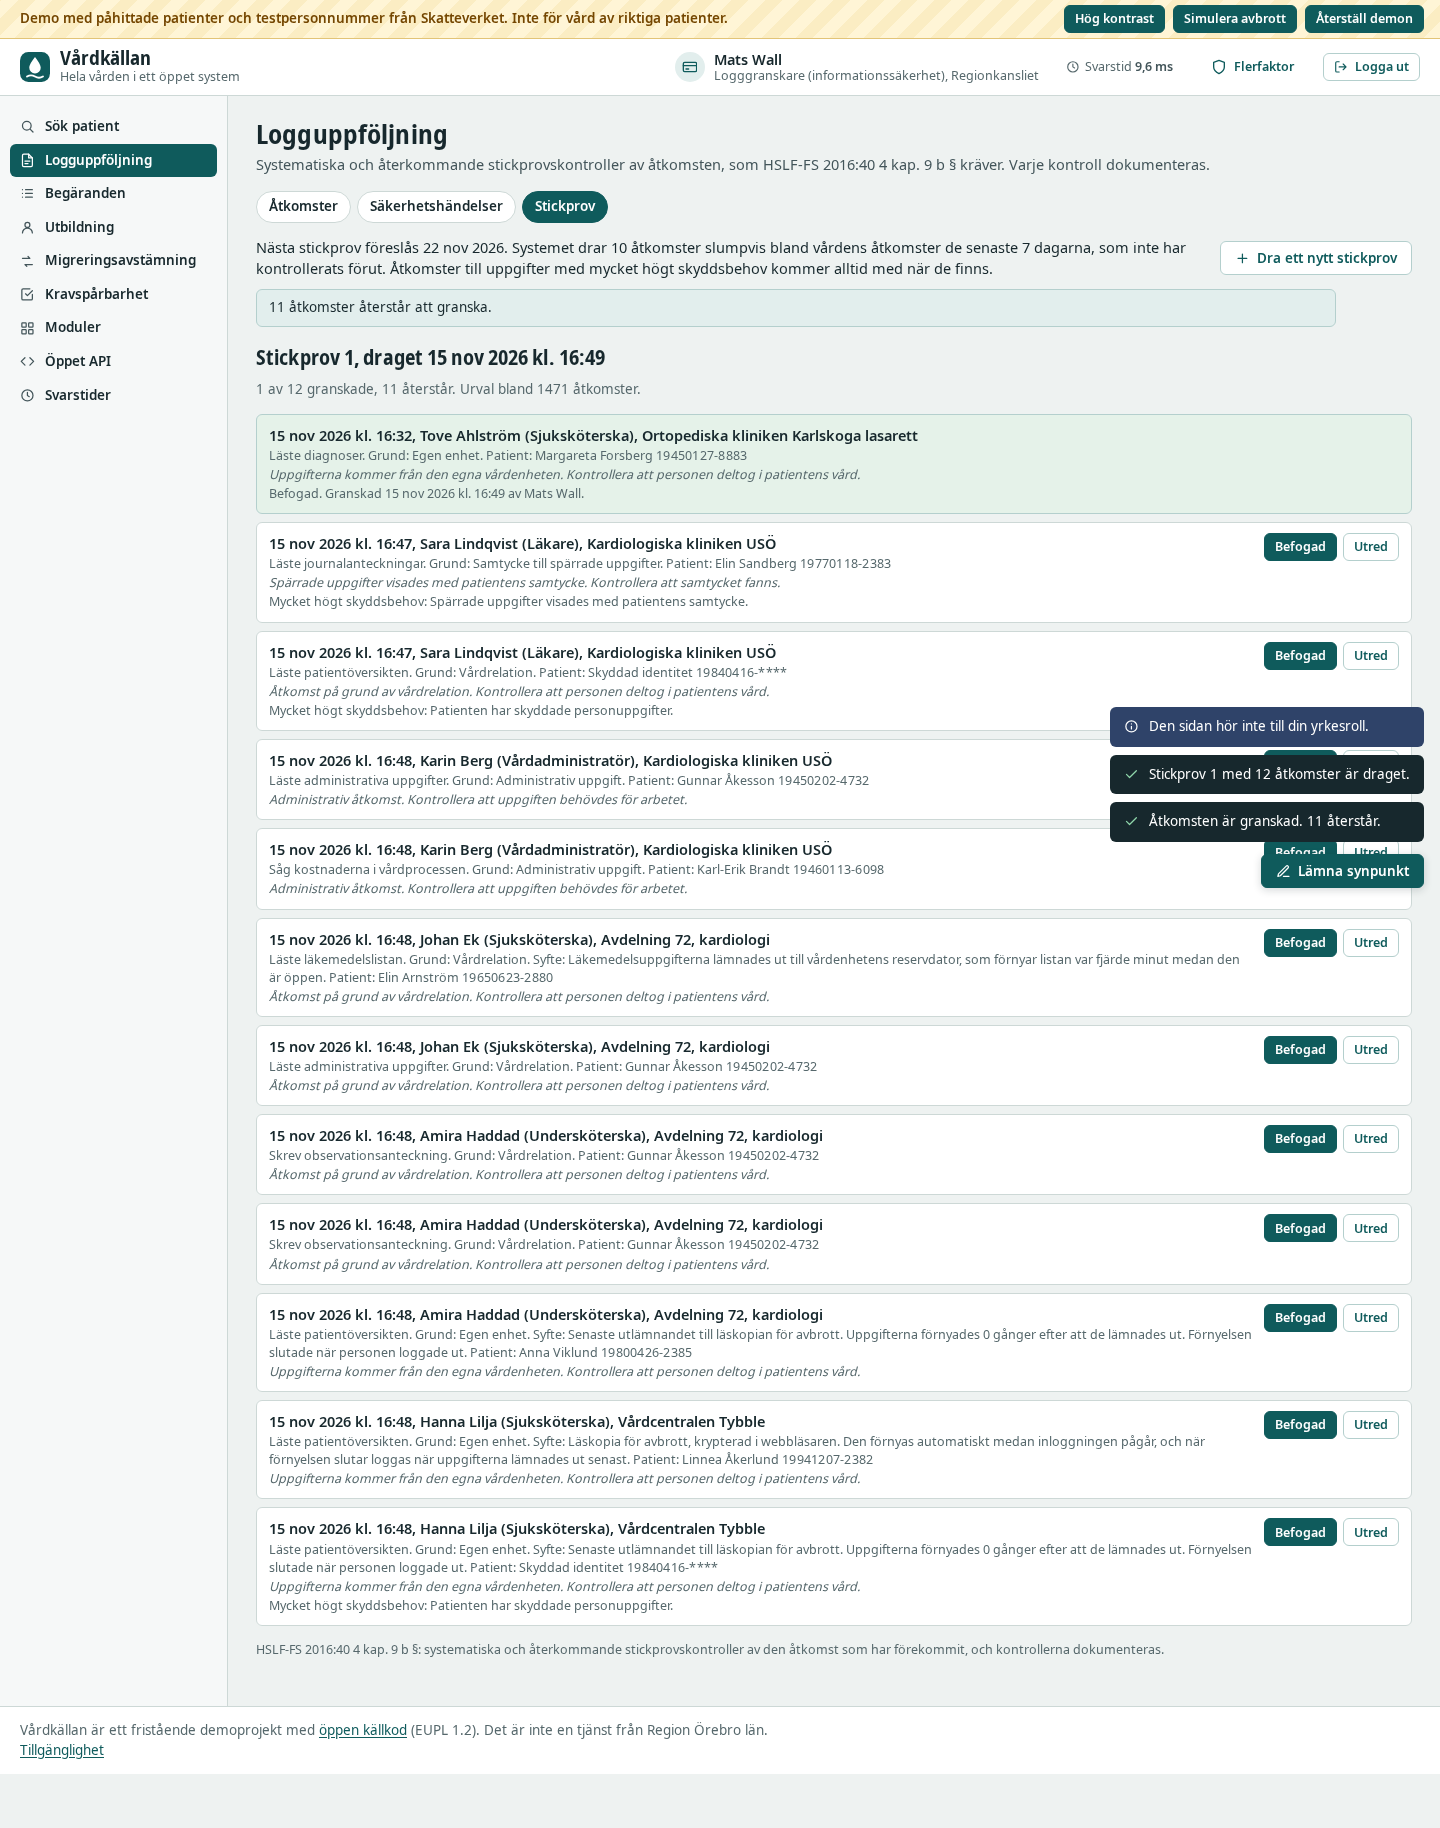 Demo med påhittade patienter och testpersonnummer från Skatteverket. Inte för vård av riktiga patienter.
Hög kontrast
Simulera avbrott
Återställ demon
Vårdkällan
Hela vården i ett öppet system
Mats Wall
Logggranskare (informationssäkerhet), Regionkansliet
Svarstid 9,6 ms
Flerfaktor
Logga ut
Sök patient
Logguppföljning
Begäranden
Utbildning
Migreringsavstämning
Kravspårbarhet
Moduler
Öppet API
Svarstider
Logguppföljning
Systematiska och återkommande stickprovskontroller av åtkomsten, som HSLF-FS 2016:40 4 kap. 9 b § kräver. Varje kontroll dokumenteras.
Åtkomster
Säkerhetshändelser
Stickprov
Nästa stickprov föreslås 22 nov 2026. Systemet drar 10 åtkomster slumpvis bland vårdens åtkomster de senaste 7 dagarna, som inte har
kontrollerats förut. Åtkomster till uppgifter med mycket högt skyddsbehov kommer alltid med när de finns.
Dra ett nytt stickprov
11 åtkomster återstår att granska.
Stickprov 1, draget 15 nov 2026 kl. 16:49
1 av 12 granskade, 11 återstår. Urval bland 1471 åtkomster.
15 nov 2026 kl. 16:32, Tove Ahlström (Sjuksköterska), Ortopediska kliniken Karlskoga lasarett
Läste diagnoser. Grund: Egen enhet. Patient: Margareta Forsberg 19450127-8883
Uppgifterna kommer från den egna vårdenheten. Kontrollera att personen deltog i patientens vård.
Befogad. Granskad 15 nov 2026 kl. 16:49 av Mats Wall.
15 nov 2026 kl. 16:47, Sara Lindqvist (Läkare), Kardiologiska kliniken USÖ
Befogad
Utred
Läste journalanteckningar. Grund: Samtycke till spärrade uppgifter. Patient: Elin Sandberg 19770118-2383
Spärrade uppgifter visades med patientens samtycke. Kontrollera att samtycket fanns.
Mycket högt skyddsbehov: Spärrade uppgifter visades med patientens samtycke.
15 nov 2026 kl. 16:47, Sara Lindqvist (Läkare), Kardiologiska kliniken USÖ
Befogad
Utred
Läste patientöversikten. Grund: Vårdrelation. Patient: Skyddad identitet 19840416-****
Åtkomst på grund av vårdrelation. Kontrollera att personen deltog i patientens vård.
Mycket högt skyddsbehov: Patienten har skyddade personuppgifter.
Den sidan hör inte till din yrkesroll.
15 nov 2026 kl. 16:48, Karin Berg (Vårdadministratör), Kardiologiska kliniken USÖ
Läste administrativa uppgifter. Grund: Administrativ uppgift. Patient: Gunnar Åkesson 19450202-4732
Administrativ åtkomst. Kontrollera att uppgiften behövdes för arbetet.
Stickprov 1 med 12 åtkomster är draget.
Åtkomsten är granskad. 11 återstår.
15 nov 2026 kl. 16:48, Karin Berg (Vårdadministratör), Kardiologiska kliniken USÖ
Befogad
Utred
Såg kostnaderna i vårdprocessen. Grund: Administrativ uppgift. Patient: Karl-Erik Brandt 19460113-6098
Administrativ åtkomst. Kontrollera att uppgiften behövdes för arbetet.
Lämna synpunkt
15 nov 2026 kl. 16:48, Johan Ek (Sjuksköterska), Avdelning 72, kardiologi
Befogad
Utred
Läste läkemedelslistan. Grund: Vårdrelation. Syfte: Läkemedelsuppgifterna lämnades ut till vårdenhetens reservdator, som förnyar listan var fjärde minut medan den
är öppen. Patient: Elin Arnström 19650623-2880
Åtkomst på grund av vårdrelation. Kontrollera att personen deltog i patientens vård.
15 nov 2026 kl. 16:48, Johan Ek (Sjuksköterska), Avdelning 72, kardiologi
Befogad
Utred
Läste administrativa uppgifter. Grund: Vårdrelation. Patient: Gunnar Åkesson 19450202-4732
Åtkomst på grund av vårdrelation. Kontrollera att personen deltog i patientens vård.
15 nov 2026 kl. 16:48, Amira Haddad (Undersköterska), Avdelning 72, kardiologi
Befogad
Utred
Skrev observationsanteckning. Grund: Vårdrelation. Patient: Gunnar Åkesson 19450202-4732
Åtkomst på grund av vårdrelation. Kontrollera att personen deltog i patientens vård.
15 nov 2026 kl. 16:48, Amira Haddad (Undersköterska), Avdelning 72, kardiologi
Befogad
Utred
Skrev observationsanteckning. Grund: Vårdrelation. Patient: Gunnar Åkesson 19450202-4732
Åtkomst på grund av vårdrelation. Kontrollera att personen deltog i patientens vård.
15 nov 2026 kl. 16:48, Amira Haddad (Undersköterska), Avdelning 72, kardiologi
Befogad
Utred
Läste patientöversikten. Grund: Egen enhet. Syfte: Senaste utlämnandet till läskopian för avbrott. Uppgifterna förnyades 0 gånger efter att de lämnades ut. Förnyelsen
slutade när personen loggade ut. Patient: Anna Viklund 19800426-2385
Uppgifterna kommer från den egna vårdenheten. Kontrollera att personen deltog i patientens vård.
15 nov 2026 kl. 16:48, Hanna Lilja (Sjuksköterska), Vårdcentralen Tybble
Befogad
Utred
Läste patientöversikten. Grund: Egen enhet. Syfte: Läskopia för avbrott, krypterad i webbläsaren. Den förnyas automatiskt medan inloggningen pågår, och när
förnyelsen slutar loggas när uppgifterna lämnades ut senast. Patient: Linnea Åkerlund 19941207-2382
Uppgifterna kommer från den egna vårdenheten. Kontrollera att personen deltog i patientens vård.
15 nov 2026 kl. 16:48, Hanna Lilja (Sjuksköterska), Vårdcentralen Tybble
Befogad
Utred
Läste patientöversikten. Grund: Egen enhet. Syfte: Senaste utlämnandet till läskopian för avbrott. Uppgifterna förnyades 0 gånger efter att de lämnades ut. Förnyelsen
slutade när personen loggade ut. Patient: Skyddad identitet 19840416-****
Uppgifterna kommer från den egna vårdenheten. Kontrollera att personen deltog i patientens vård.
Mycket högt skyddsbehov: Patienten har skyddade personuppgifter.
HSLF-FS 2016:40 4 kap. 9 b §: systematiska och återkommande stickprovskontroller av den åtkomst som har förekommit, och kontrollerna dokumenteras.
Vårdkällan är ett fristående demoprojekt med öppen källkod (EUPL 1.2). Det är inte en tjänst från Region Örebro län.
Tillgänglighet